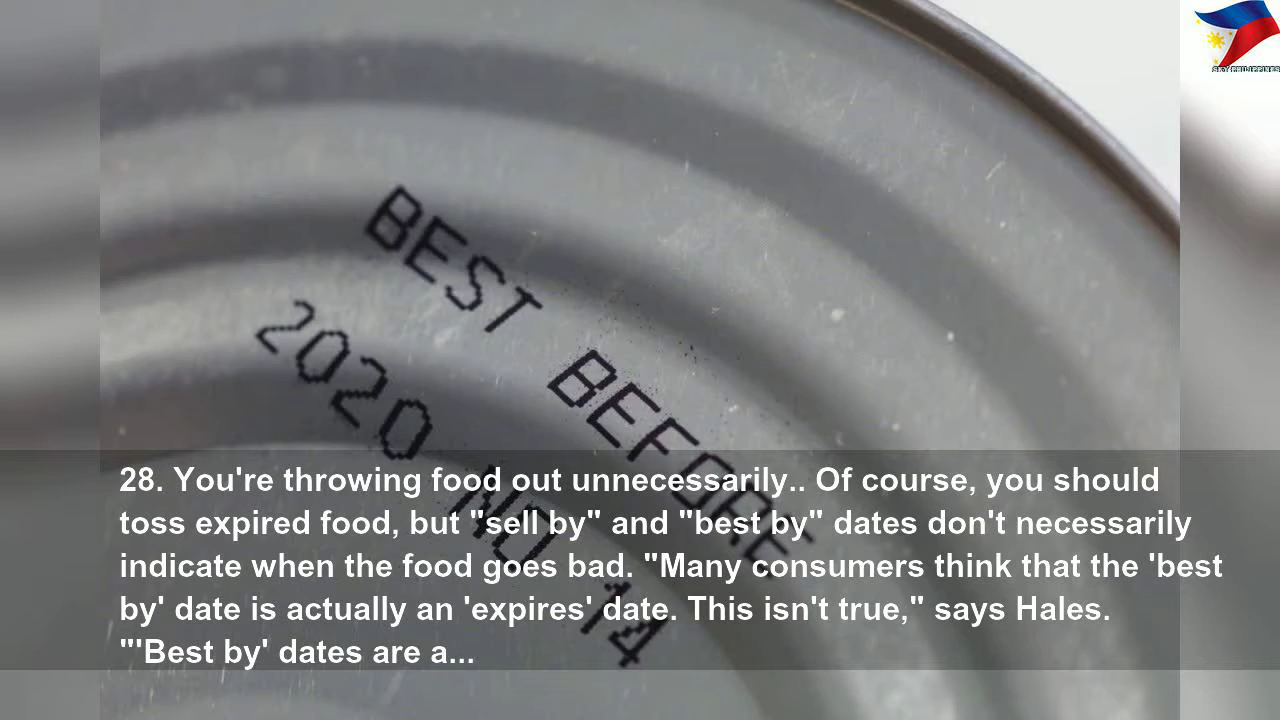 BEST BEFORE
2020 NO 14
28. You're throwing food out unnecessarily.. Of course, you should
toss expired food, but "sell by" and "best by" dates don't necessarily
indicate when the food goes bad. "Many consumers think that the 'best
by' date is actually an 'expires' date. This isn't true," says Hales.
"'Best by' dates are a...